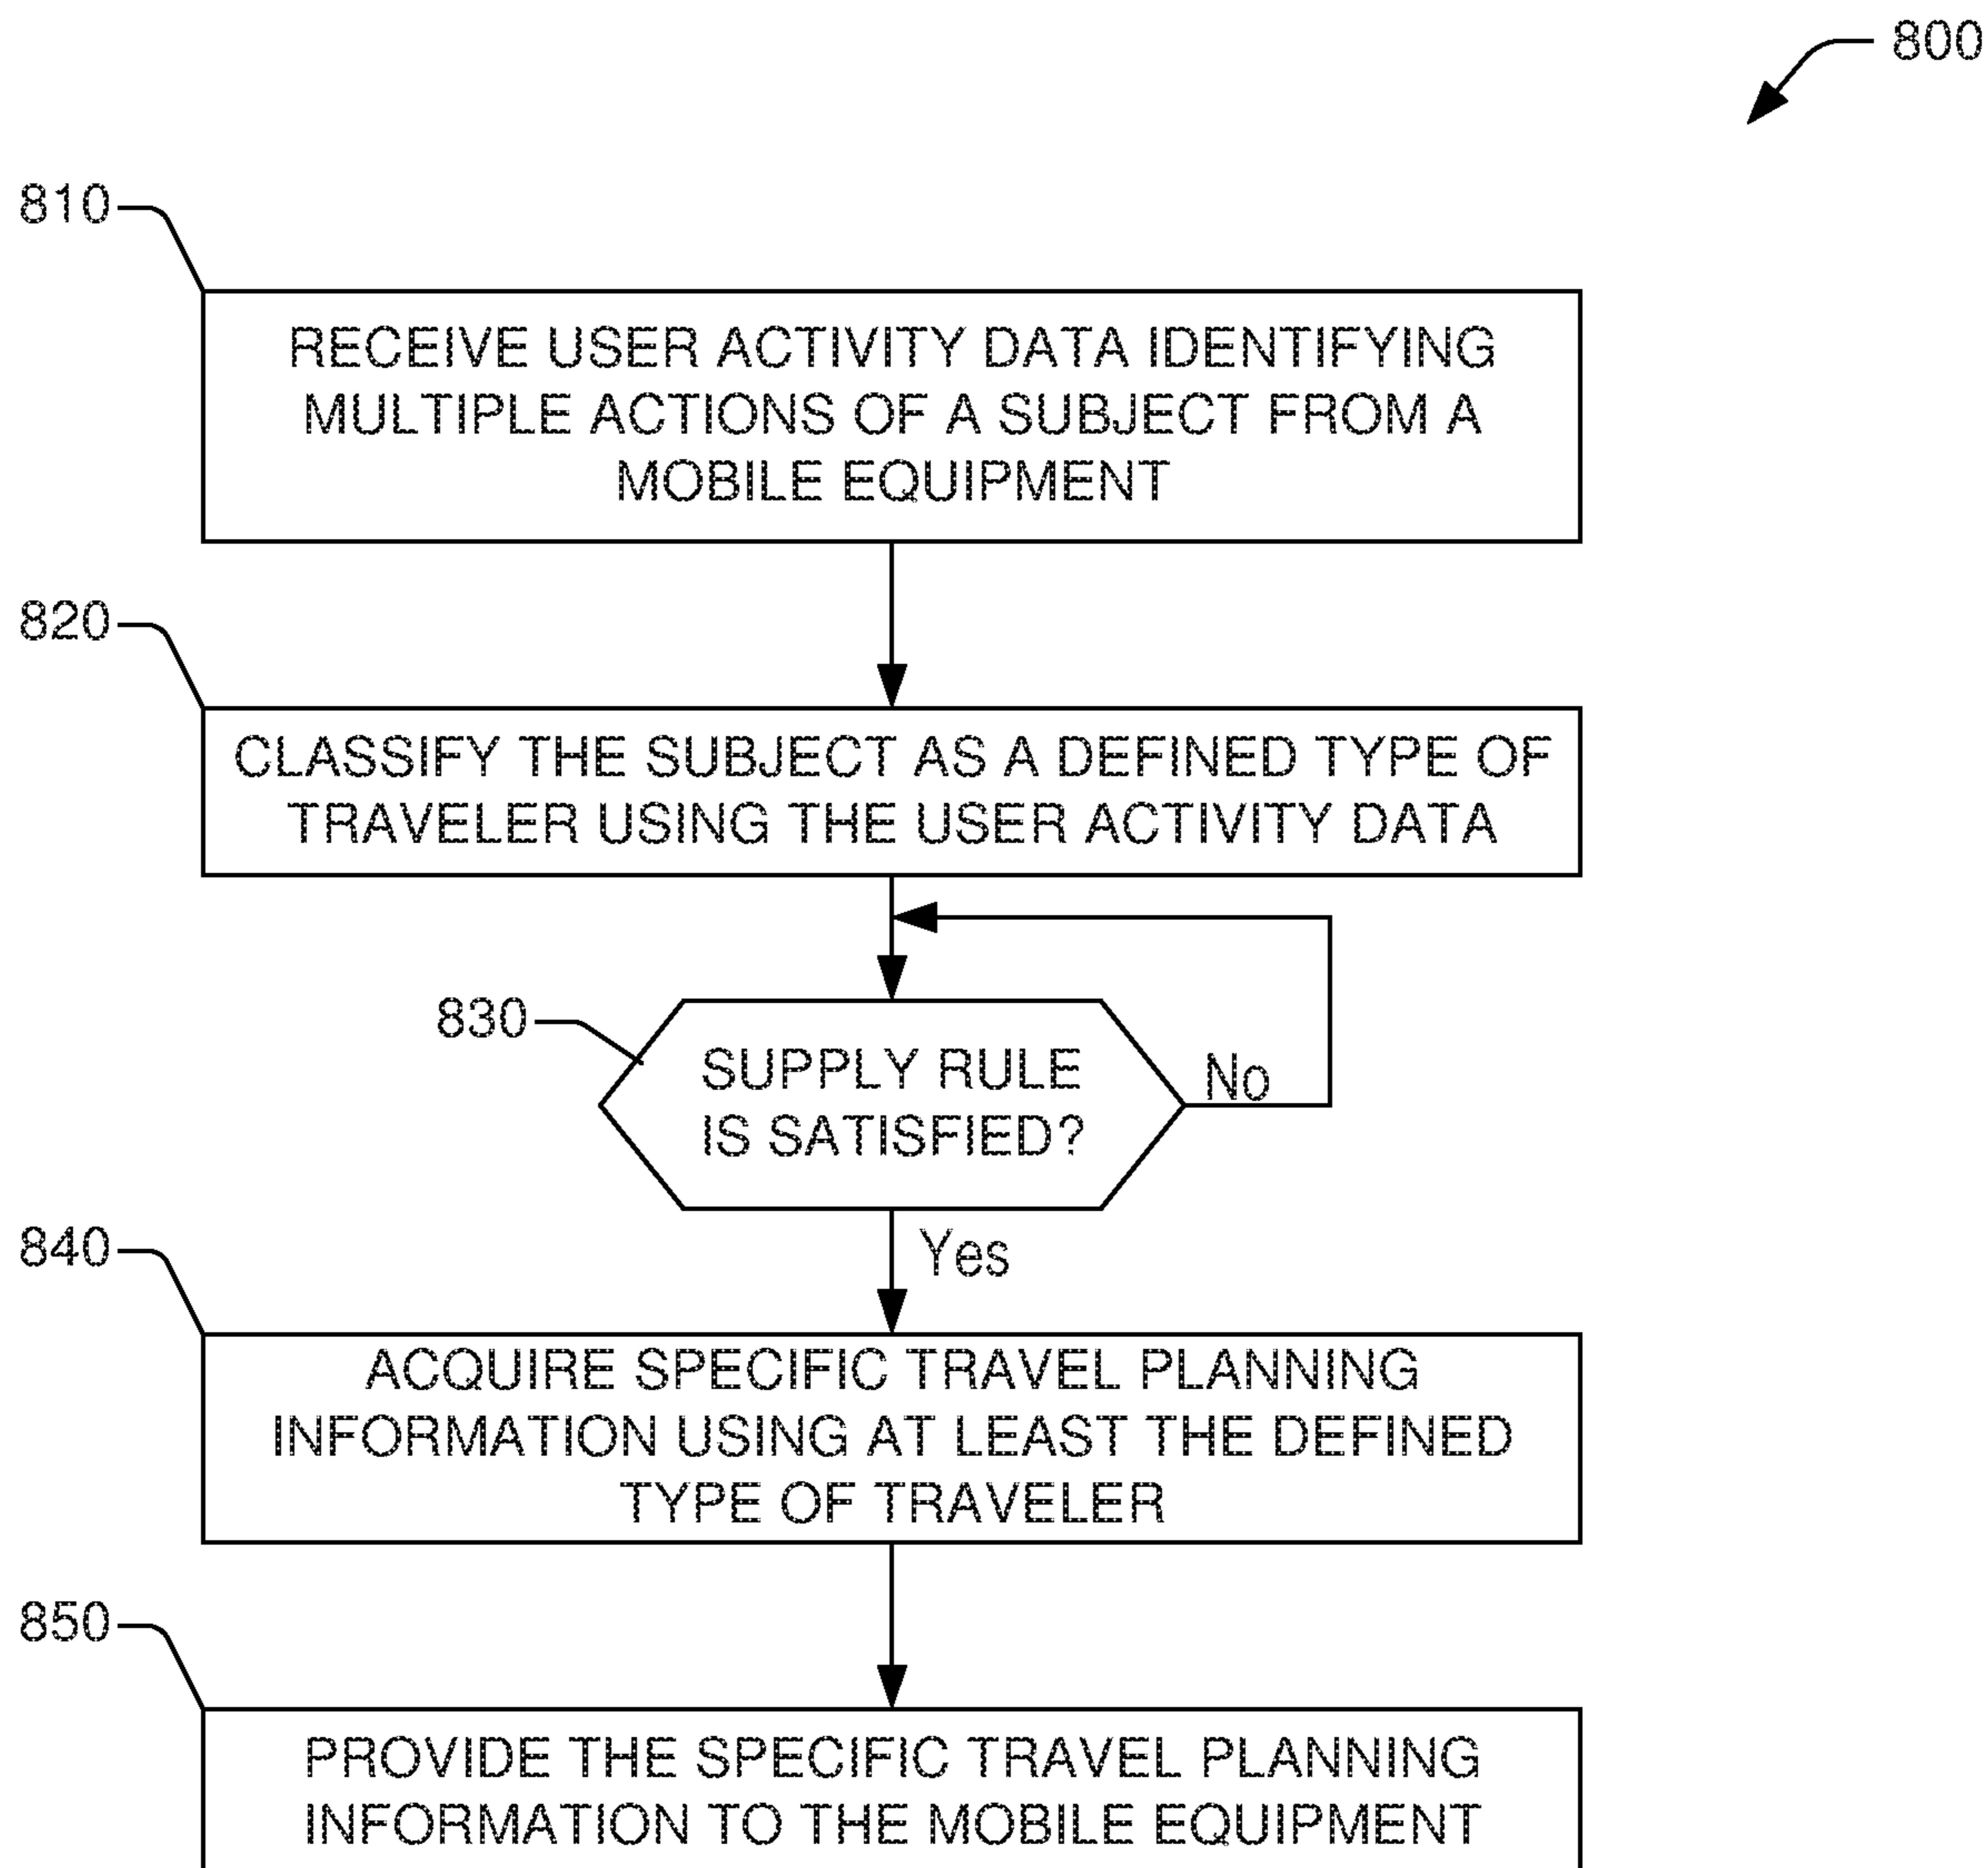 800
810
RECEIVE USER ACTIVITY DATA IDENTIFYING
MULTIPLE ACTIONS OF A SUBJECT FROM A
MOBILE EQUIPMENT
820
CLASSIFY THE SUBJECT AS A DEFINED TYPE OF
TRAVELER USING THE USER ACTIVITY DATA
830
SUPPLY RULE
IS SATISFIED?
No
Yes
840
ACQUIRE SPECIFIC TRAVEL PLANNING
INFORMATION USING AT LEAST THE DEFINED
TYPE OF TRAVELER
850
PROVIDE THE SPECIFIC TRAVEL PLANNING
INFORMATION TO THE MOBILE EQUIPMENT